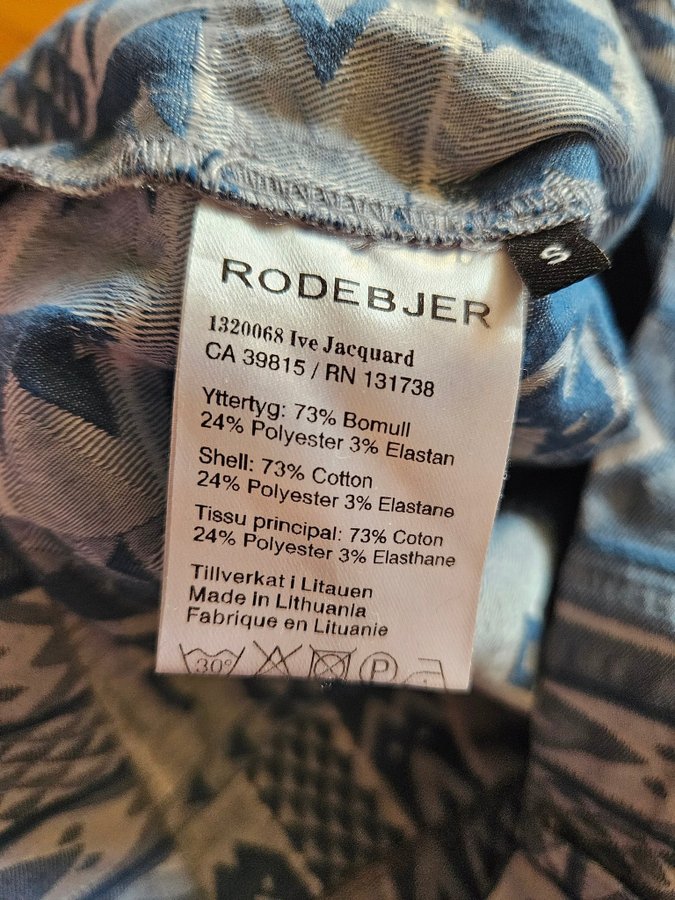 S
RODEBJER
1320068 Ive Jacquard
CA 39815 / RN 131738
Yttertyg: 73% Bomull
24% Polyester 3% Elastan
Shell: 73% Cotton
24% Polyester 3% Elastane
Tissu principal: 73% Coton
24% Polyester 3% Elasthane
Tillverkat i Litauen
Made in Lithuania
Fabrique en Lituanie
30° P